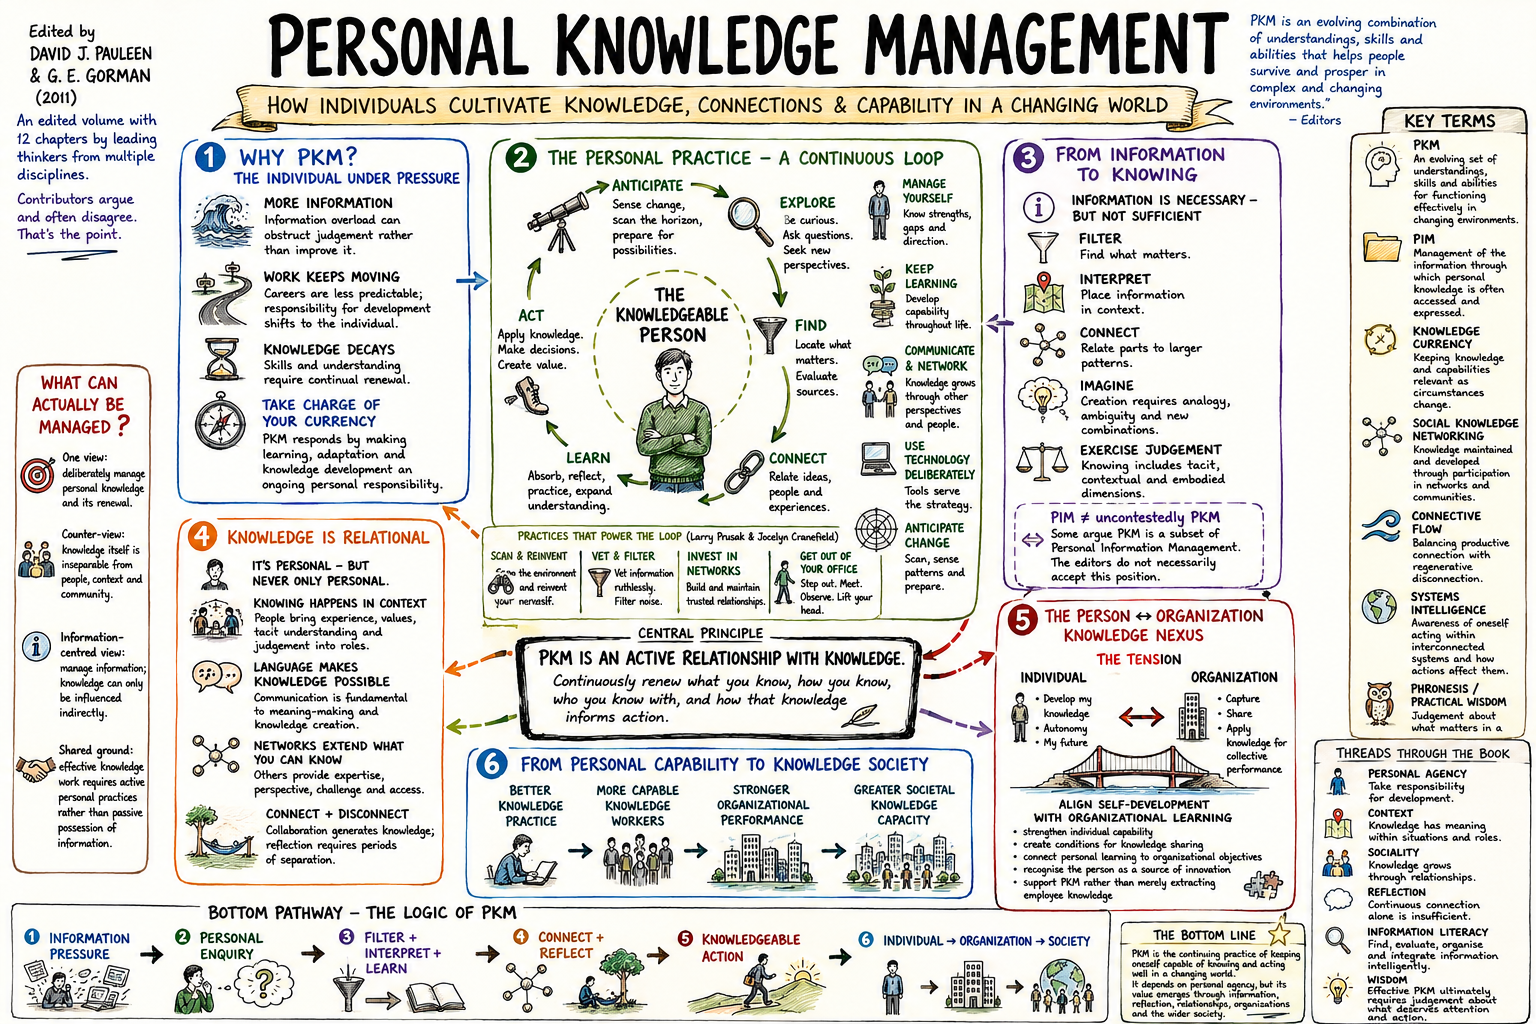 Edited by
DAVID J. PAULEEN
& G. E. GORMAN
(2011)
An edited volume with
12 chapters by leading
thinkers from multiple
disciplines.
Contributors argue
and often disagree.
That's the point.
PERSONAL KNOWLEDGE MANAGEMENT
HOW INDIVIDUALS CULTIVATE KNOWLEDGE, CONNECTIONS & CAPABILITY IN A CHANGING WORLD
PKM is an evolving combination
of understandings, skills and
abilities that helps people
survive and prosper in
complex and changing
environments."
– Editors
1 WHY PKM?
THE INDIVIDUAL UNDER PRESSURE
MORE INFORMATION
Information overload can
obstruct judgement rather
than improve it.
WORK KEEPS MOVING
Careers are less predictable;
responsibility for development
shifts to the individual.
KNOWLEDGE DECAYS
Skills and understanding
require continual renewal.
TAKE CHARGE OF
YOUR CURRENCY
PKM responds by making
learning, adaptation and
knowledge development an
ongoing personal responsibility.
2 THE PERSONAL PRACTICE – A CONTINUOUS LOOP
ANTICIPATE
Sense change,
scan the horizon,
prepare for
possibilities.
EXPLORE
Be curious.
Ask questions.
Seek new
perspectives.
FIND
Locate what
matters.
Evaluate
sources.
CONNECT
Relate ideas,
people and
experiences.
LEARN
Absorb, reflect,
practice, expand
understanding.
ACT
Apply knowledge.
Make decisions.
Create value.
THE
KNOWLEDGEABLE
PERSON
MANAGE
YOURSELF
Know strengths,
gaps and
direction.
KEEP
LEARNING
Develop
capability
throughout life.
COMMUNICATE
& NETWORK
Knowledge grows
through other
perspectives
and people.
USE
TECHNOLOGY
DELIBERATELY
Tools serve
the strategy.
ANTICIPATE
CHANGE
Scan, sense
patterns and
prepare.
PRACTICES THAT POWER THE LOOP (Larry Prusak & Jocelyn Cranefield)
SCAN & REINVENT
the environment
and reinvent
your
VET & FILTER
Vet information
ruthlessly.
Filter noise.
INVEST IN
NETWORKS
Build and maintain
trusted relationships.
GET OUT OF
YOUR OFFICE
Step out. Meet.
Observe. Lift your
head.
3 FROM INFORMATION
TO KNOWING
INFORMATION IS NECESSARY –
BUT NOT SUFFICIENT
FILTER
Find what matters.
INTERPRET
Place information
in context.
CONNECT
Relate parts to larger
patterns.
IMAGINE
Creation requires analogy,
ambiguity and new
combinations.
EXERCISE JUDGEMENT
Knowing includes tacit,
contextual and embodied
dimensions.
PIM ≠ uncontestedly PKM
Some argue PKM is a subset of
Personal Information Management.
The editors do not necessarily
accept this position.
KEY TERMS
PKM
An evolving set of
understandings,
skills and abilities
for functioning
effectively in
changing environments.
PIM
Management of the
information through
which personal
knowledge is often
accessed and
expressed.
KNOWLEDGE
CURRENCY
Keeping knowledge
and capabilities
relevant as
circumstances
change.
SOCIAL KNOWLEDGE
NETWORKING
Knowledge maintained
and developed
through participation
in networks and
communities.
CONNECTIVE
FLOW
Balancing productive
connection with
regenerative
disconnection.
SYSTEMS
INTELLIGENCE
Awareness of oneself
acting within
interconnected
systems and how
actions affect them.
PHRONESIS /
PRACTICAL WISDOM
Judgement about
what matters in a
WHAT CAN
ACTUALLY BE
MANAGED?
One view:
deliberately manage
personal knowledge
and its renewal.
Counter-view:
knowledge itself is
inseparable from
people, context and
community.
Information-
centred view:
manage information;
knowledge can only
be influenced
indirectly.
Shared ground:
effective knowledge
work requires active
personal practices
rather than passive
possession of
information.
4 KNOWLEDGE IS RELATIONAL
IT'S PERSONAL – BUT
NEVER ONLY PERSONAL.
KNOWING HAPPENS IN CONTEXT
People bring experience, values,
tacit understanding and
judgement into roles.
LANGUAGE MAKES
KNOWLEDGE POSSIBLE
Communication is fundamental
to meaning-making and
knowledge creation.
NETWORKS EXTEND WHAT
YOU CAN KNOW
Others provide expertise,
perspective, challenge and access.
CONNECT + DISCONNECT
Collaboration generates knowledge;
reflection requires periods
of separation.
CENTRAL PRINCIPLE
PKM IS AN ACTIVE RELATIONSHIP WITH KNOWLEDGE.
Continuously renew what you know, how you know,
who you know with, and how that knowledge
informs action.
5 THE PERSON ↔ ORGANIZATION
KNOWLEDGE NEXUS
THE TENSION
INDIVIDUAL
• Develop my
knowledge
• Autonomy
• My future
ORGANIZATION
• Capture
• Share
• Apply
knowledge for
collective
performance
ALIGN SELF-DEVELOPMENT
WITH ORGANIZATIONAL LEARNING
• strengthen individual capability
• create conditions for knowledge sharing
• connect personal learning to organizational objectives
• recognise the person as a source of innovation
• support PKM rather than merely extracting
employee knowledge
6 FROM PERSONAL CAPABILITY TO KNOWLEDGE SOCIETY
BETTER
KNOWLEDGE
PRACTICE
MORE CAPABLE
KNOWLEDGE
WORKERS
STRONGER
ORGANIZATIONAL
PERFORMANCE
GREATER SOCIETAL
KNOWLEDGE
CAPACITY
THREADS THROUGH THE BOOK
PERSONAL AGENCY
Take responsibility
for development.
CONTEXT
Knowledge has meaning
within situations and roles.
SOCIALITY
Knowledge grows
through relationships.
REFLECTION
Continuous connection
alone is insufficient.
INFORMATION LITERACY
Find, evaluate, organise
and integrate information
intelligently.
WISDOM
Effective PKM ultimately
requires judgement about
what deserves attention
and action.
BOTTOM PATHWAY – THE LOGIC OF PKM
1 INFORMATION
PRESSURE
2 PERSONAL
ENQUIRY
3 FILTER +
INTERPRET +
LEARN
4 CONNECT +
REFLECT
5 KNOWLEDGEABLE
ACTION
6 INDIVIDUAL → ORGANIZATION → SOCIETY
THE BOTTOM LINE
PKM is the continuing practice of keeping
oneself capable of knowing and acting
well in a changing world.
It depends on personal agency, but its
value emerges through information,
reflection, relationships, organizations
and the wider society.